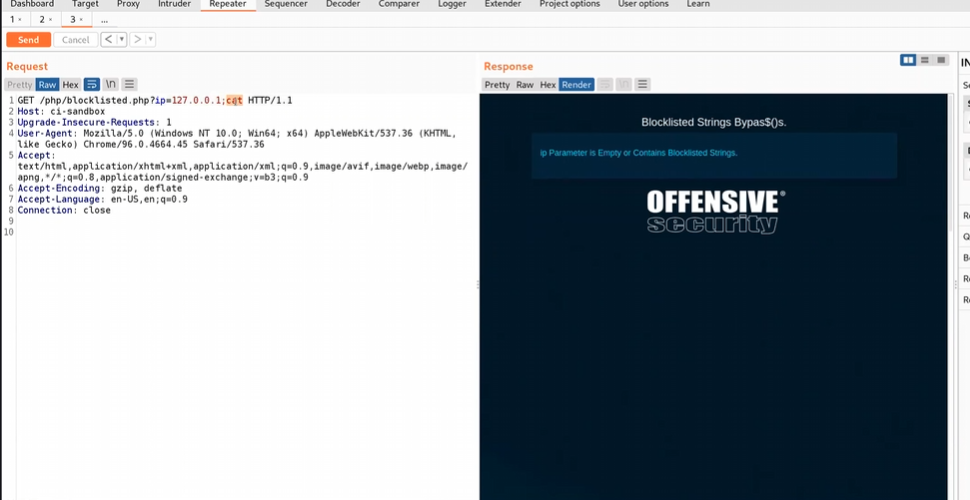 Dashboard Target Proxy Intruder Repeater Sequencer Decoder Comparer Logger Extender Project options User options Learn
1 × 2 × 3 × ...
Send Cancel < >
Request
Pretty Raw Hex \n
1 GET /php/blocklisted.php?ip=127.0.0.1;cat HTTP/1.1
2 Host: ci-sandbox
3 Upgrade-Insecure-Requests: 1
4 User-Agent: Mozilla/5.0 (Windows NT 10.0; Win64; x64) AppleWebKit/537.36 (KHTML,
like Gecko) Chrome/96.0.4664.45 Safari/537.36
5 Accept:
text/html,application/xhtml+xml,application/xml;q=0.9,image/avif,image/webp,image/
apng,*/*;q=0.8,application/signed-exchange;v=b3;q=0.9
6 Accept-Encoding: gzip, deflate
7 Accept-Language: en-US,en;q=0.9
8 Connection: close
9
10
Response
Pretty Raw Hex Render \n
Blocklisted Strings Bypas$()s.
ip Parameter is Empty or Contains Blocklisted Strings.
OFFENSIVE®
security
IN